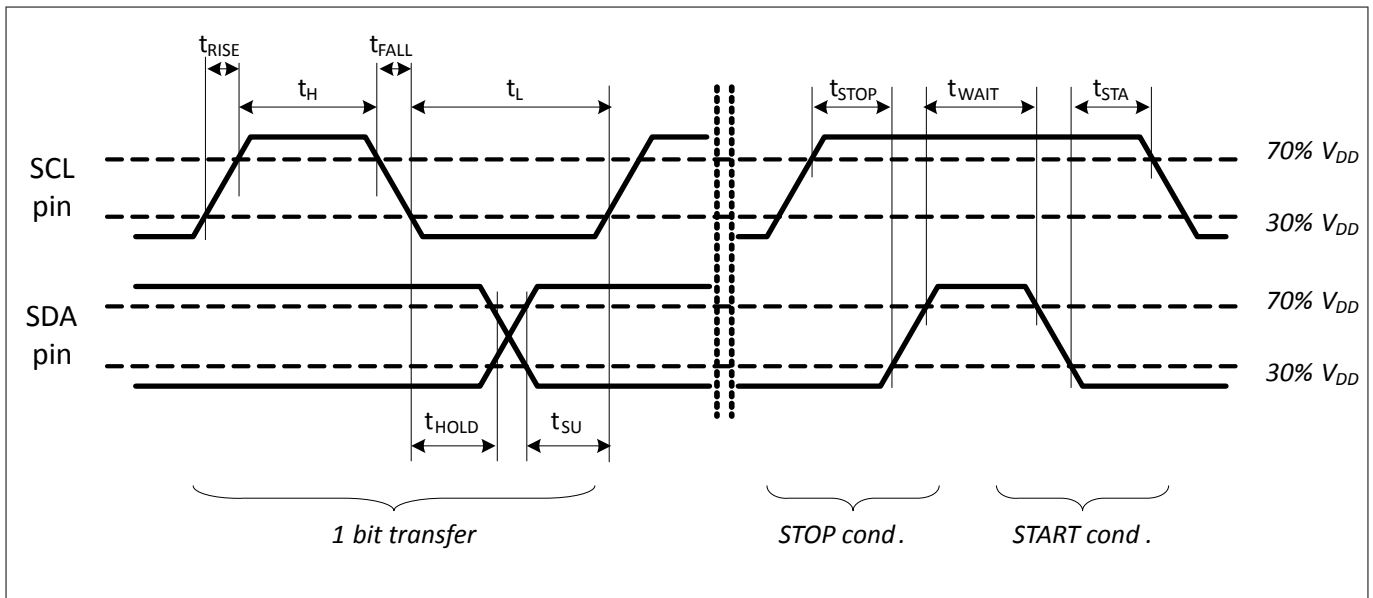 tRISE tFALL
tH tL tSTOP tWAIT tSTA
SCL pin
70% VDD
30% VDD
SDA pin
70% VDD
30% VDD
tHOLD tSU
1 bit transfer STOP cond . START cond .